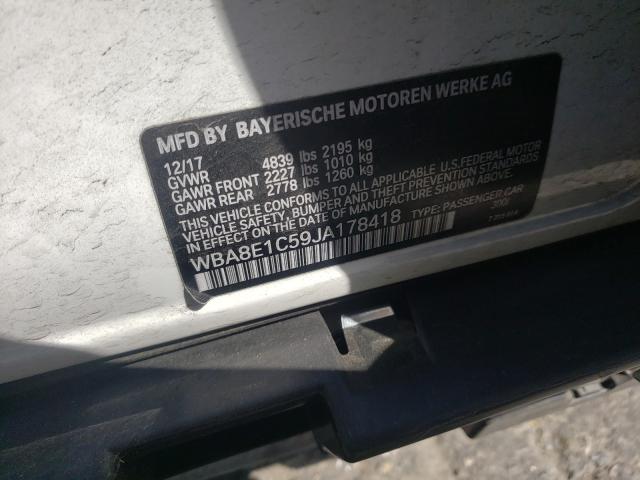 MFD BY BAYERISCHE MOTOREN WERKE AG
12/17
GVWR 4839 lbs 2195 kg
GAWR FRONT 2227 lbs 1010 kg
GAWR REAR 2778 lbs 1260 kg
THIS VEHICLE CONFORMS TO ALL APPLICABLE U.S. FEDERAL MOTOR
VEHICLE SAFETY, BUMPER, AND THEFT PREVENTION STANDARDS
IN EFFECT ON THE DATE OF MANUFACTURE SHOWN ABOVE.
WBA8E1C59JA178418 TYPE: PASSENGER CAR